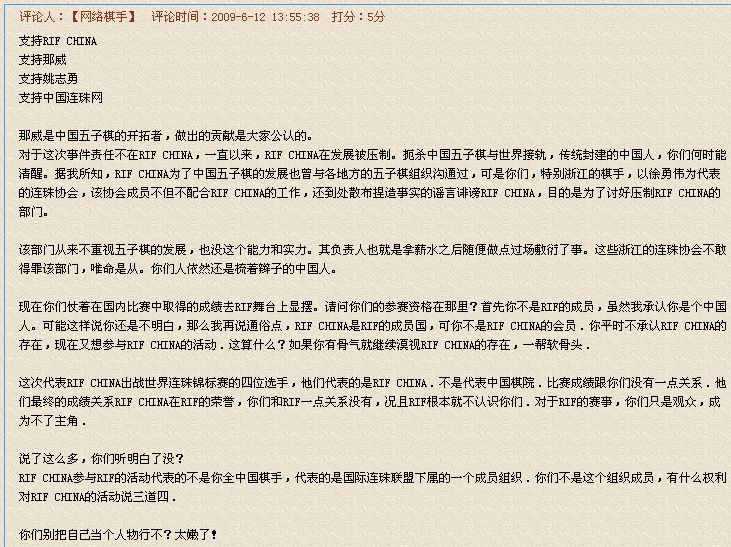 评论人：【网络棋手】 评论时间：2009-6-12 13:55:38 打分：5分
支持RIF CHINA
支持那威
支持姚志勇
支持中国连珠网
那威是中国五子棋的开拓者，做出的贡献是大家公认的。
对于这次事件责任不在RIF CHINA，一直以来，RIF CHINA在发展被压制。扼杀中国五子棋与世界接轨，传统封建的中国人，你们何时能
清醒。据我所知，RIF CHINA为了中国五子棋的发展也曾与各地方的五子棋组织沟通过，可是你们，特别浙江的棋手，以徐勇伟为代表
的连珠协会，该协会成员不但不配合RIF CHINA的工作，还到处散布捏造事实的谣言诽谤RIF CHINA，目的是为了讨好压制RIF CHINA的
部门。
该部门从来不重视五子棋的发展，也没这个能力和实力。其负责人也就是拿薪水之后随便做点过场敷衍了事。这些浙江的连珠协会不敢
得罪该部门，唯命是从。你们人依然还是梳着辫子的中国人。
现在你们仗着在国内比赛中取得的成绩去RIF舞台上显摆。请问你们的参赛资格在那里？首先你不是RIF的成员，虽然我承认你是个中国
人。可能这样说你还是不明白，那么我再说通俗点，RIF CHINA是RIF的成员国，可你不是RIF CHINA的会员．你平时不承认RIF CHINA的
存在，现在又想参与RIF CHINA的活动．这算什么？如果你有骨气就继续漠视RIF CHINA的存在，一帮软骨头．
这次代表RIF CHINA出战世界连珠锦标赛的四位选手，他们代表的是RIF CHINA．不是代表中国棋院．比赛成绩跟你们没有一点关系．他
们最终的成绩关系RIF CHINA在RIF的荣誉，你们和RIF一点关系没有，况且RIF根本就不认识你们．对于RIF的赛事，你们只是观众，成
为不了主角．
说了这么多，你们听明白了没？
RIF CHINA参与RIF的活动代表的不是你全中国棋手，代表的是国际连珠联盟下属的一个成员组织．你们不是这个组织成员，有什么权利
对RIF CHINA的活动说三道四．
你们别把自己当个人物行不？太嫩了！